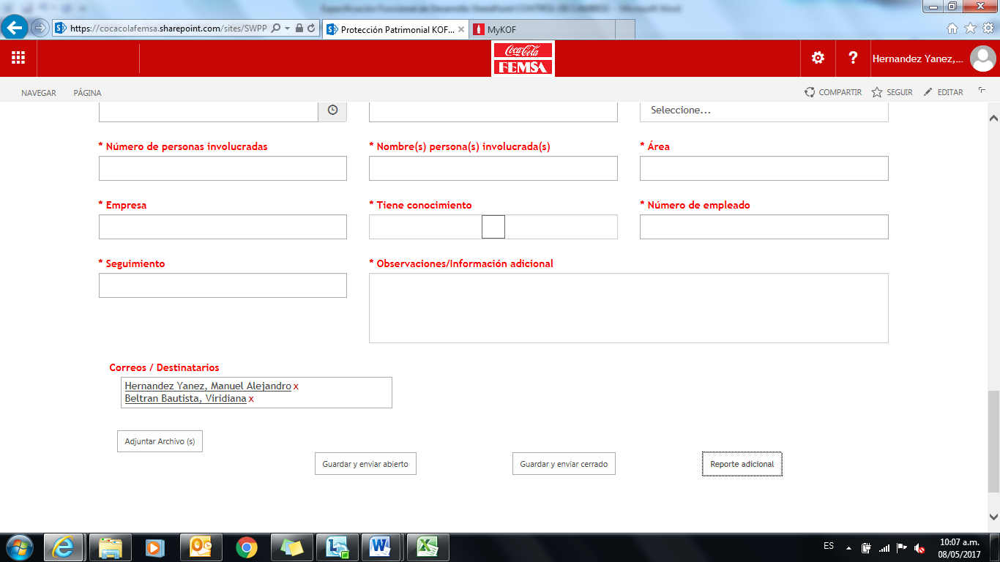 Especificación Funcional de Desarrollo SharePoint CONTROL DE CAMBIOS - Microsoft Word
https://cocacolafemsa.sharepoint.com/sites/SWPP
Protección Patrimonial KOF... x
MyKOF
Coca-Cola
FEMSA
? Hernandez Yanez,...
NAVEGAR PÁGINA COMPARTIR SEGUIR EDITAR
Seleccione...
* Número de personas involucradas * Nombre(s) persona(s) involucrada(s) * Área
* Empresa * Tiene conocimiento * Número de empleado
* Seguimiento * Observaciones/Información adicional
Correos / Destinatarios
Hernandez Yanez, Manuel Alejandro x
Beltran Bautista, Viridiana x
Adjuntar Archivo (s)
Guardar y enviar abierto Guardar y enviar cerrado Reporte adicional
ES 10:07 a.m.
08/05/2017